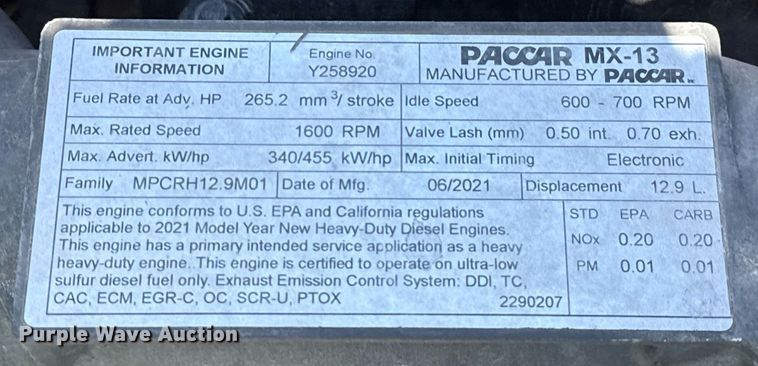 IMPORTANT ENGINE INFORMATION
Engine No
Y258920
PACCAR MX-13
MANUFACTURED BY PACCAR INC
Fuel Rate at Adv. HP 265.2 mm³/ stroke
Idle Speed 600 - 700 RPM
Max. Rated Speed 1600 RPM
Valve Lash (mm) 0.50 int. 0.70 exh.
Max. Advert. kW/hp 340/455 kW/hp
Max. Initial Timing Electronic
Family MPCRH12.9M01
Date of Mfg. 06/2021
Displacement 12.9 L.
This engine conforms to U.S. EPA and California regulations
applicable to 2021 Model Year New Heavy-Duty Diesel Engines.
This engine has a primary intended service application as a heavy
heavy-duty engine. This engine is certified to operate on ultra-low
sulfur diesel fuel only. Exhaust Emission Control System: DDI, TC,
CAC, ECM, EGR-C, OC, SCR-U, PTOX 2290207
STD EPA CARB
NOx 0.20 0.20
PM 0.01 0.01
Purple Wave Auction